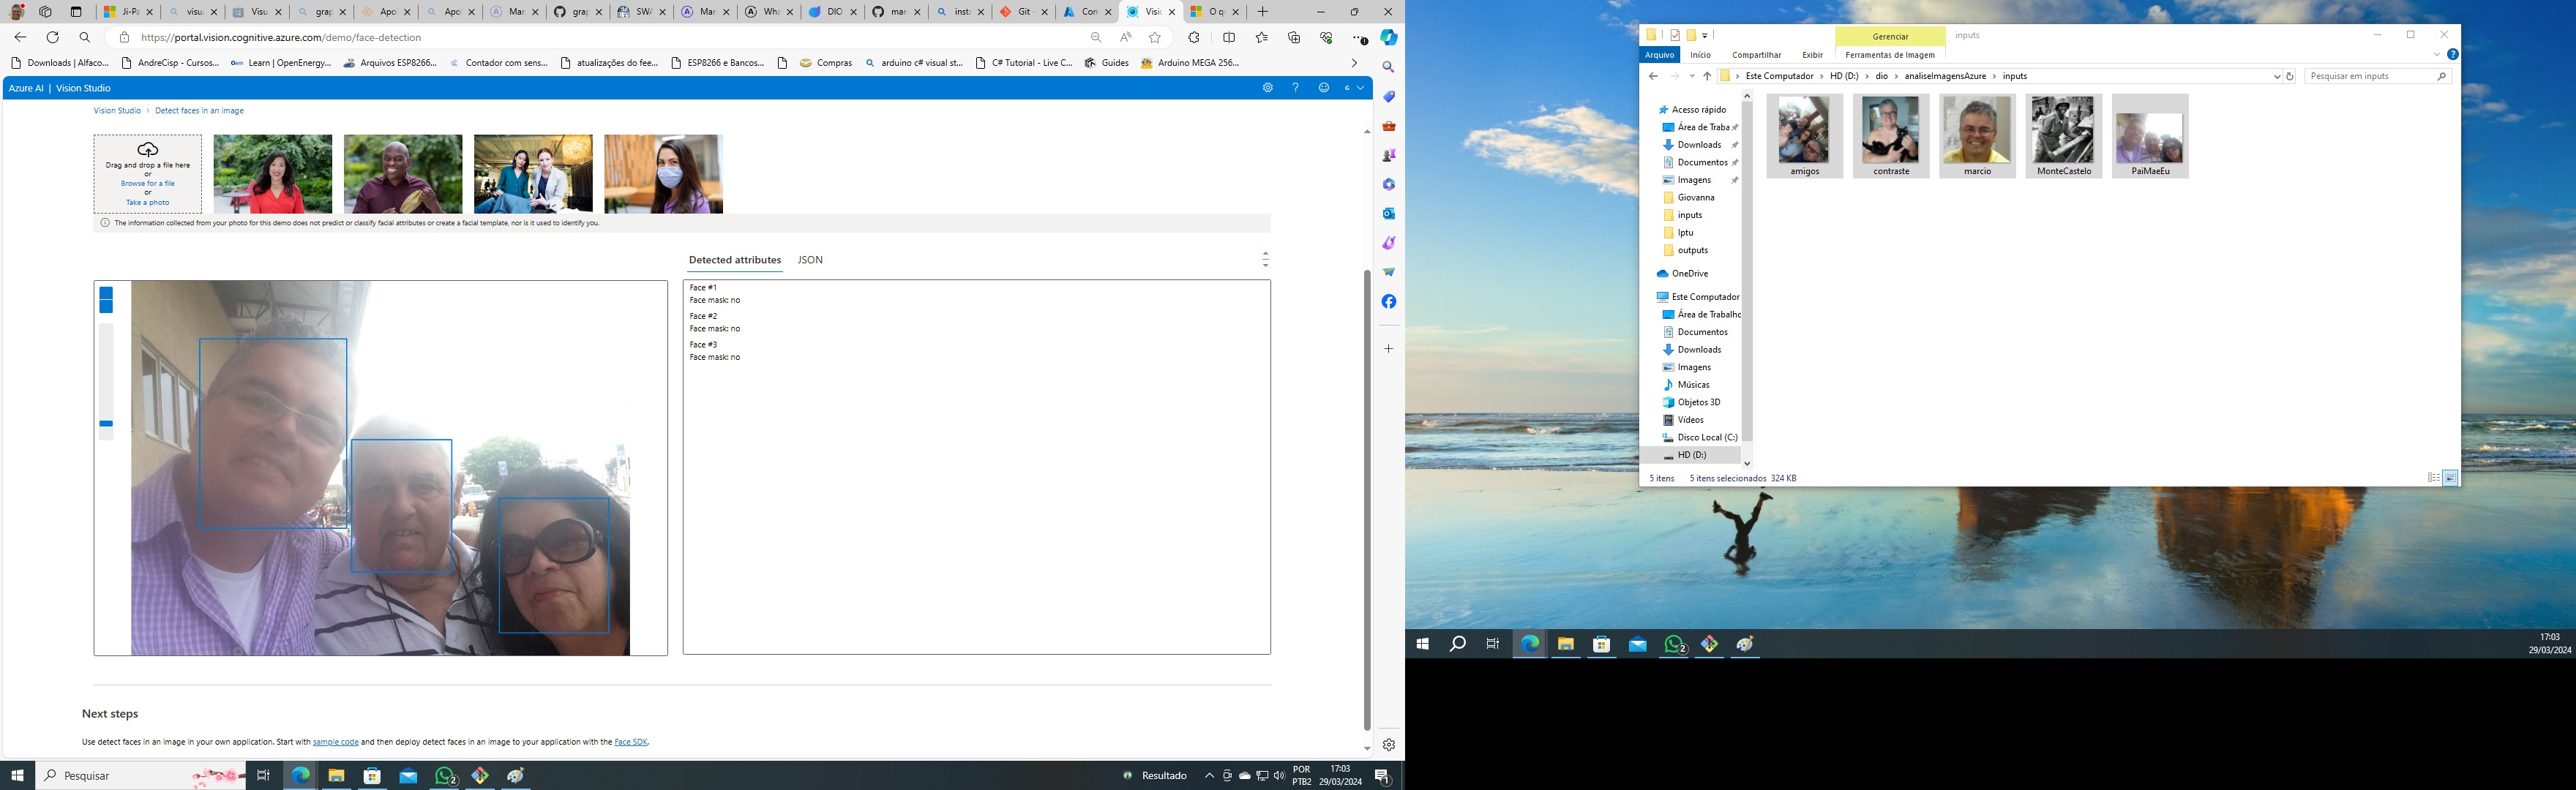 Ji-Pa
visua
Visu
grap
Apo
Apo
Mar
grap
SWA
Mar
Wha
DIO
mar
insta
Git -
Con
Visio
O q
https://portal.vision.cognitive.azure.com/demo/face-detection
Downloads | Alfaco...
AndreCisp - Cursos...
Learn | OpenEnergy...
Arquivos ESP8266...
Contador com sens...
atualizações do fee...
ESP8266 e Bancos...
Compras
arduino c# visual st...
C# Tutorial - Live C...
Guides
Arduino MEGA 256...
Azure AI | Vision Studio
Vision Studio > Detect faces in an image
Drag and drop a file here
or
Browse for a file
or
Take a photo
The information collected from your photo for this demo does not predict or classify facial attributes or create a facial template, nor is it used to identify you.
Detected attributes
JSON
Face #1
Face mask: no
Face #2
Face mask: no
Face #3
Face mask: no
Next steps
Use detect faces in an image in your own application. Start with sample code and then deploy detect faces in an image to your application with the Face SDK.
Pesquisar
2
Resultado
POR
PTB2
17:03
29/03/2024
1
Gerenciar
inputs
Arquivo
Início
Compartilhar
Exibir
Ferramentas de Imagem
Este Computador > HD (D:) > dio > analiseImagensAzure > inputs
Pesquisar em inputs
Acesso rápido
Área de Traba
Downloads
Documentos
Imagens
Giovanna
inputs
Iptu
outputs
OneDrive
Este Computador
Área de Trabalho
Documentos
Downloads
Imagens
Músicas
Objetos 3D
Vídeos
Disco Local (C:)
HD (D:)
amigos
contraste
marcio
MonteCastelo
PaiMaeEu
5 itens
5 itens selecionados 324 KB
2
17:03
29/03/2024